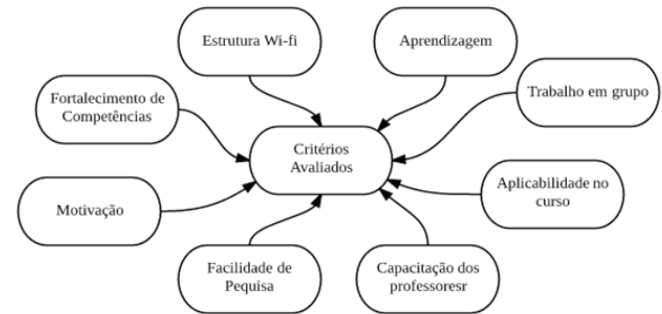 Estrutura Wi-fi
Aprendizagem
Fortalecimento de
Competências
Trabalho em grupo
Critérios
Avaliados
Motivação
Aplicabilidade no
curso
Facilidade de
Pequisa
Capacitação dos
professoresr